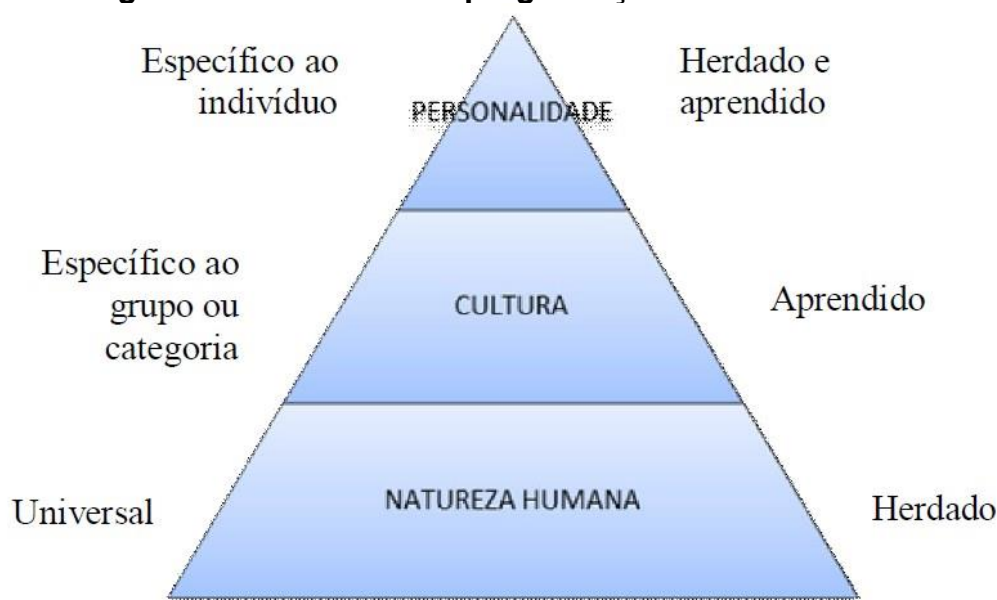 Específico ao
indivíduo
PERSONALIDADE
Herdado e
aprendido
Específico ao
grupo ou
categoria
CULTURA
Aprendido
Universal
NATUREZA HUMANA
Herdado